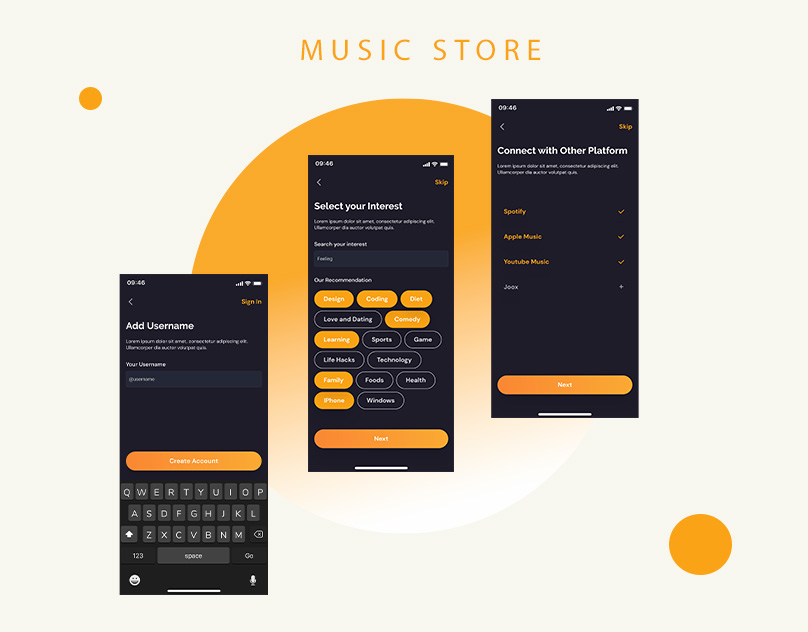 MUSIC STORE
09:46
Sign In
Add Username
Lorem ipsum dolor sit amet, consectetur adipiscing elit.
Ullamcorper dia auctor volutpat quis.
Your Username
@username
Create Account
Q W E R T Y U I O P
A S D F G H J K L
Z X C V B N M
123 space Go
09:46
Skip
Select your Interest
Lorem ipsum dolor sit amet, consectetur adipiscing elit.
Ullamcorper dia auctor volutpat quis.
Search your interest
Feeling
Our Recommendation
Design Coding Diet
Love and Dating Comedy
Learning Sports Game
Life Hacks Technology
Family Foods Health
IPhone Windows
Next
09:46
Skip
Connect with Other Platform
Lorem ipsum dolor sit amet, consectetur adipiscing elit.
Ullamcorper dia auctor volutpat quis.
Spotify
Apple Music
Youtube Music
Joox
Next